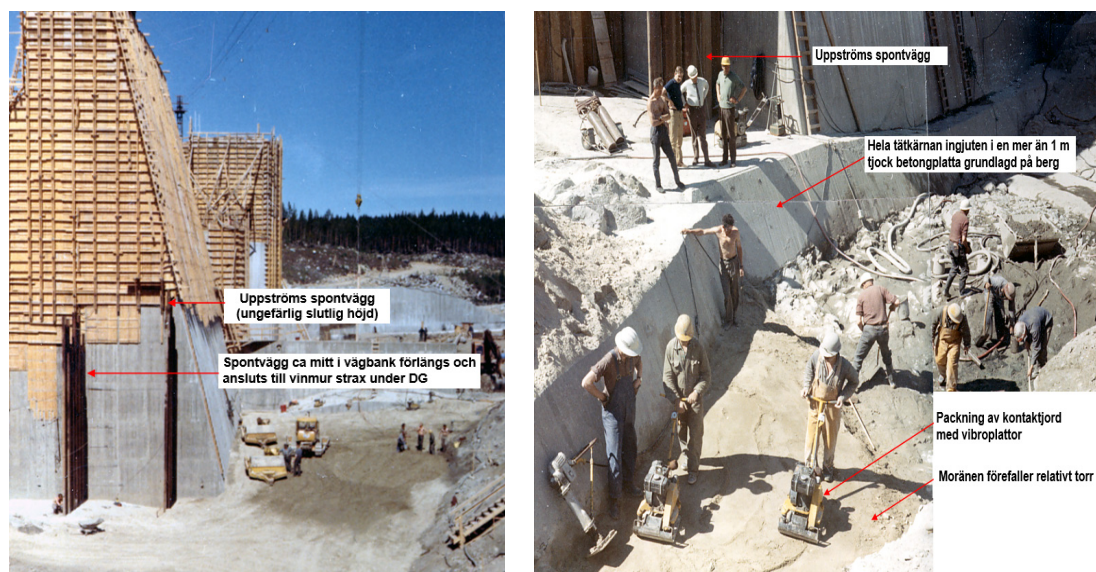 Uppströms spontvägg
(ungefärlig slutlig höjd)
Spontvägg ca mitt i vägbank förlängs och
ansluts till vinmur strax under DG
Uppströms spontvägg
Hela tätkärnan ingjuten i en mer än 1 m
tjock betongplatta grundlagd på berg
Packning av kontaktjord
med vibroplattor
Moränen förefaller relativt torr